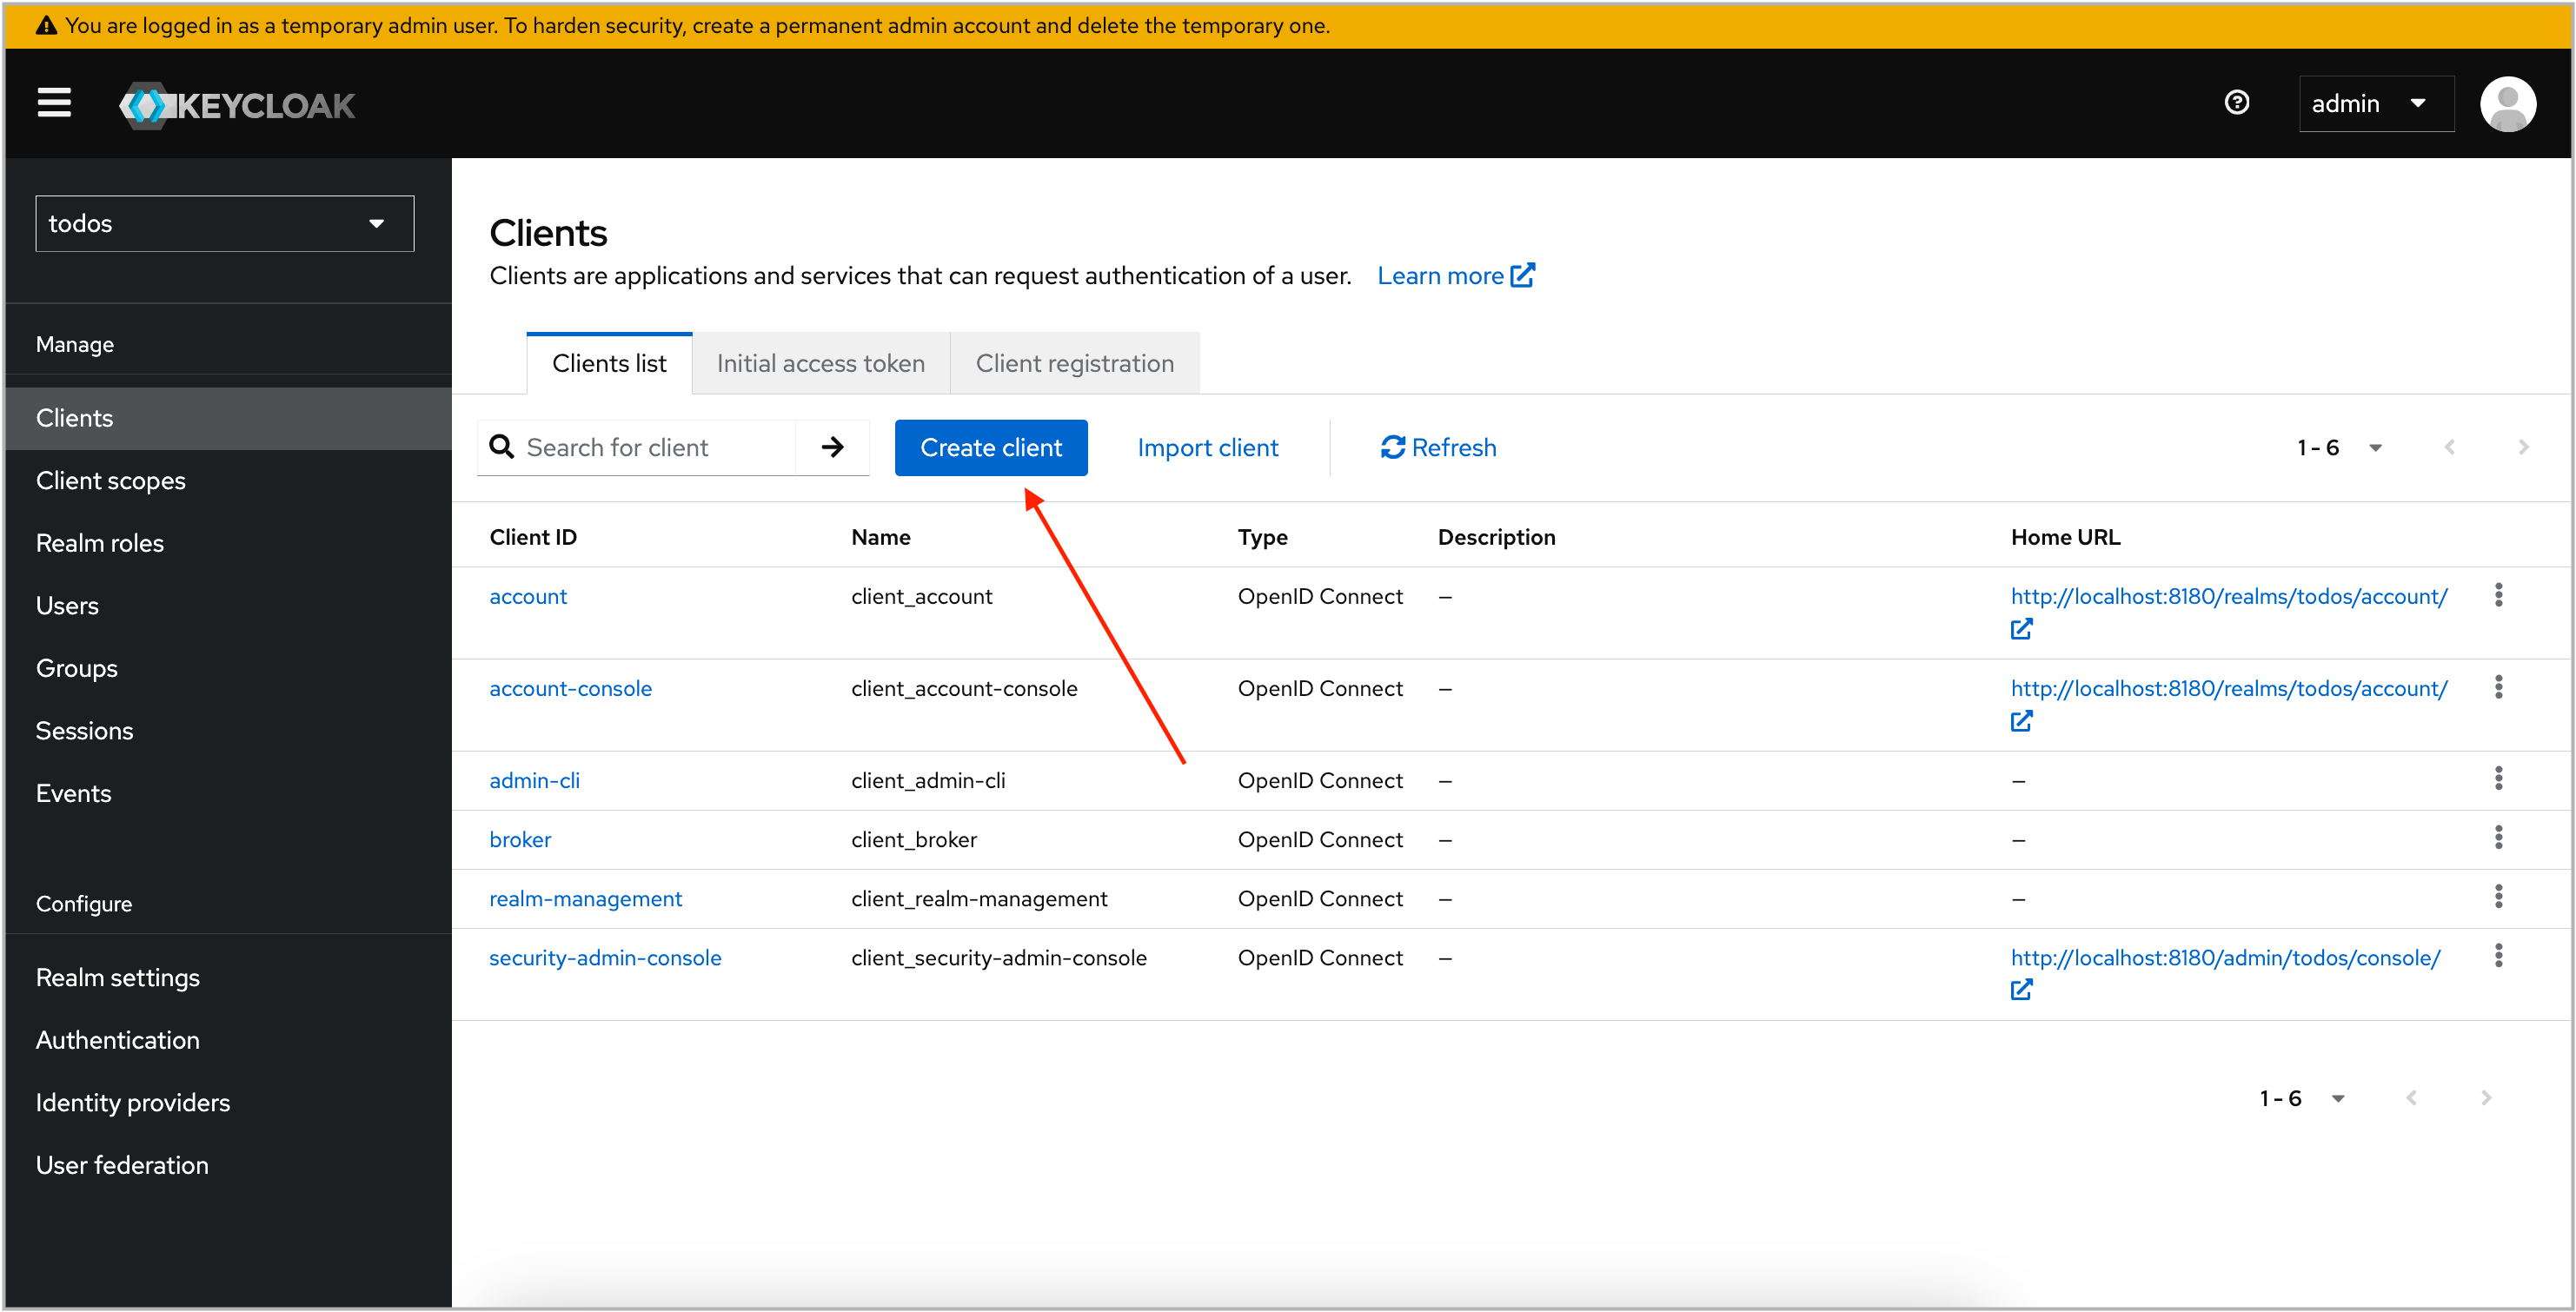 You are logged in as a temporary admin user. To harden security, create a permanent admin account and delete the temporary one.
KEYCLOAK
admin
todos
Manage
Clients
Client scopes
Realm roles
Users
Groups
Sessions
Events
Configure
Realm settings
Authentication
Identity providers
User federation
Clients
Clients are applications and services that can request authentication of a user. Learn more
Clients list Initial access token Client registration
Search for client Create client Import client Refresh 1 - 6
Client ID Name Type Description Home URL
account client_account OpenID Connect – http://localhost:8180/realms/todos/account/
account-console client_account-console OpenID Connect – http://localhost:8180/realms/todos/account/
admin-cli client_admin-cli OpenID Connect – –
broker client_broker OpenID Connect – –
realm-management client_realm-management OpenID Connect – –
security-admin-console client_security-admin-console OpenID Connect – http://localhost:8180/admin/todos/console/
1 - 6